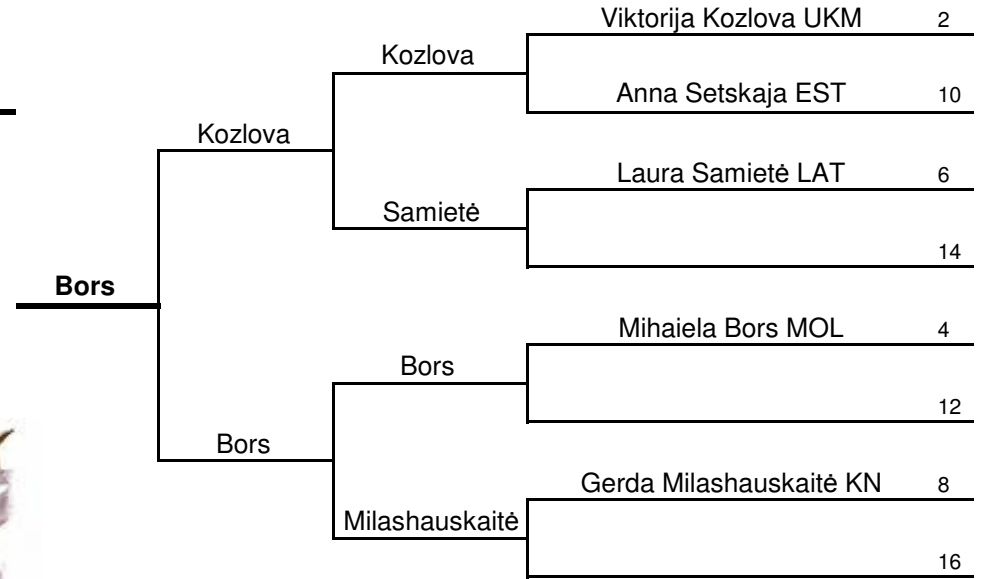 Viktorija Kozlova UKM 2
Kozlova
Anna Setskaja EST 10
Kozlova
Laura Samietė LAT 6
Samietė
14
Bors
Mihaiela Bors MOL 4
Bors
12
Bors
Gerda Milashauskaitė KN 8
Milashauskaitė
16